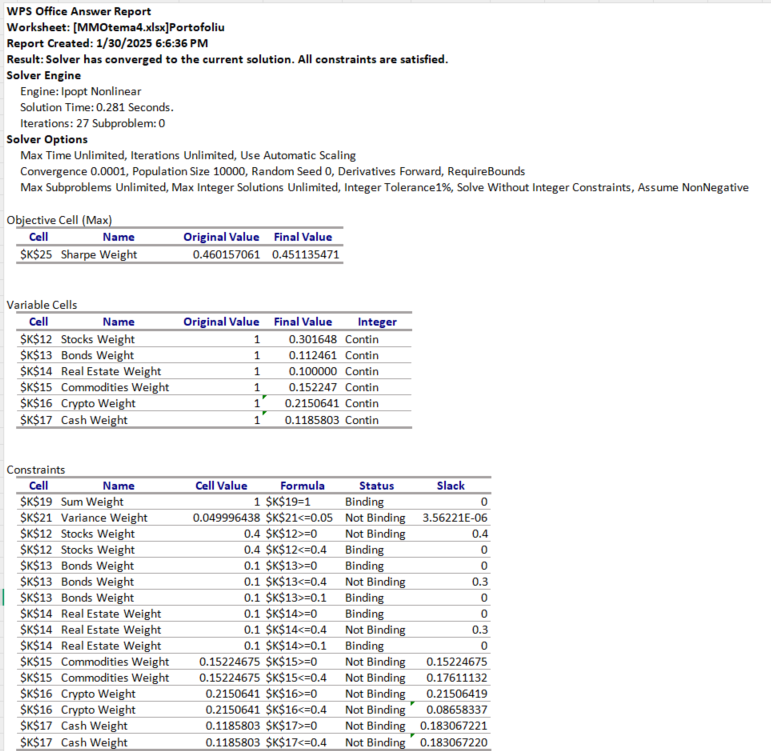 WPS Office Answer Report
Worksheet: [MMOtema4.xlsx]Portofoliu
Report Created: 1/30/2025 6:6:36 PM
Result: Solver has converged to the current solution. All constraints are satisfied.
Solver Engine
Engine: Ipopt Nonlinear
Solution Time: 0.281 Seconds.
Iterations: 27 Subproblem: 0
Solver Options
Max Time Unlimited, Iterations Unlimited, Use Automatic Scaling
Convergence 0.0001, Population Size 10000, Random Seed 0, Derivatives Forward, RequireBounds
Max Subproblems Unlimited, Max Integer Solutions Unlimited, Integer Tolerance1%, Solve Without Integer Constraints, Assume NonNegative
Objective Cell (Max)
Cell Name Original Value Final Value
$K$25 Sharpe Weight 0.460157061 0.451135471
Variable Cells
Cell Name Original Value Final Value Integer
$K$12 Stocks Weight 1 0.301648 Contin
$K$13 Bonds Weight 1 0.112461 Contin
$K$14 Real Estate Weight 1 0.100000 Contin
$K$15 Commodities Weight 1 0.152247 Contin
$K$16 Crypto Weight 1 0.2150641 Contin
$K$17 Cash Weight 1 0.1185803 Contin
Constraints
Cell Name Cell Value Formula Status Slack
$K$19 Sum Weight 1 $K$19=1 Binding 0
$K$21 Variance Weight 0.049996438 $K$21<=0.05 Not Binding 3.56221E-06
$K$12 Stocks Weight 0.4 $K$12>=0 Not Binding 0.4
$K$12 Stocks Weight 0.4 $K$12<=0.4 Binding 0
$K$13 Bonds Weight 0.1 $K$13>=0 Binding 0
$K$13 Bonds Weight 0.1 $K$13<=0.4 Not Binding 0.3
$K$13 Bonds Weight 0.1 $K$13>=0.1 Binding 0
$K$14 Real Estate Weight 0.1 $K$14>=0 Binding 0
$K$14 Real Estate Weight 0.1 $K$14<=0.4 Not Binding 0.3
$K$14 Real Estate Weight 0.1 $K$14>=0.1 Binding 0
$K$15 Commodities Weight 0.15224675 $K$15>=0 Not Binding 0.15224675
$K$15 Commodities Weight 0.15224675 $K$15<=0.4 Not Binding 0.17611132
$K$16 Crypto Weight 0.2150641 $K$16>=0 Not Binding 0.21506419
$K$16 Crypto Weight 0.2150641 $K$16<=0.4 Not Binding 0.08658337
$K$17 Cash Weight 0.1185803 $K$17>=0 Not Binding 0.183067221
$K$17 Cash Weight 0.1185803 $K$17<=0.4 Not Binding 0.183067220